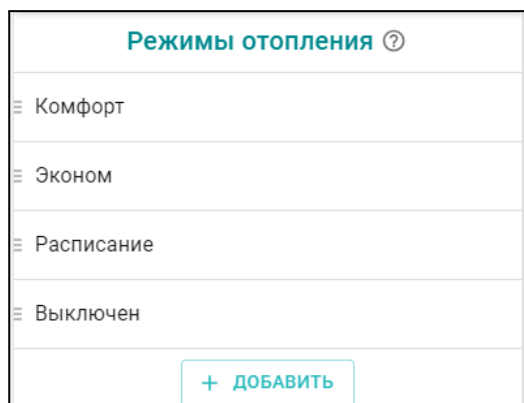 Режимы отопления
Комфорт
Эконом
Расписание
Выключен
+ ДОБАВИТЬ